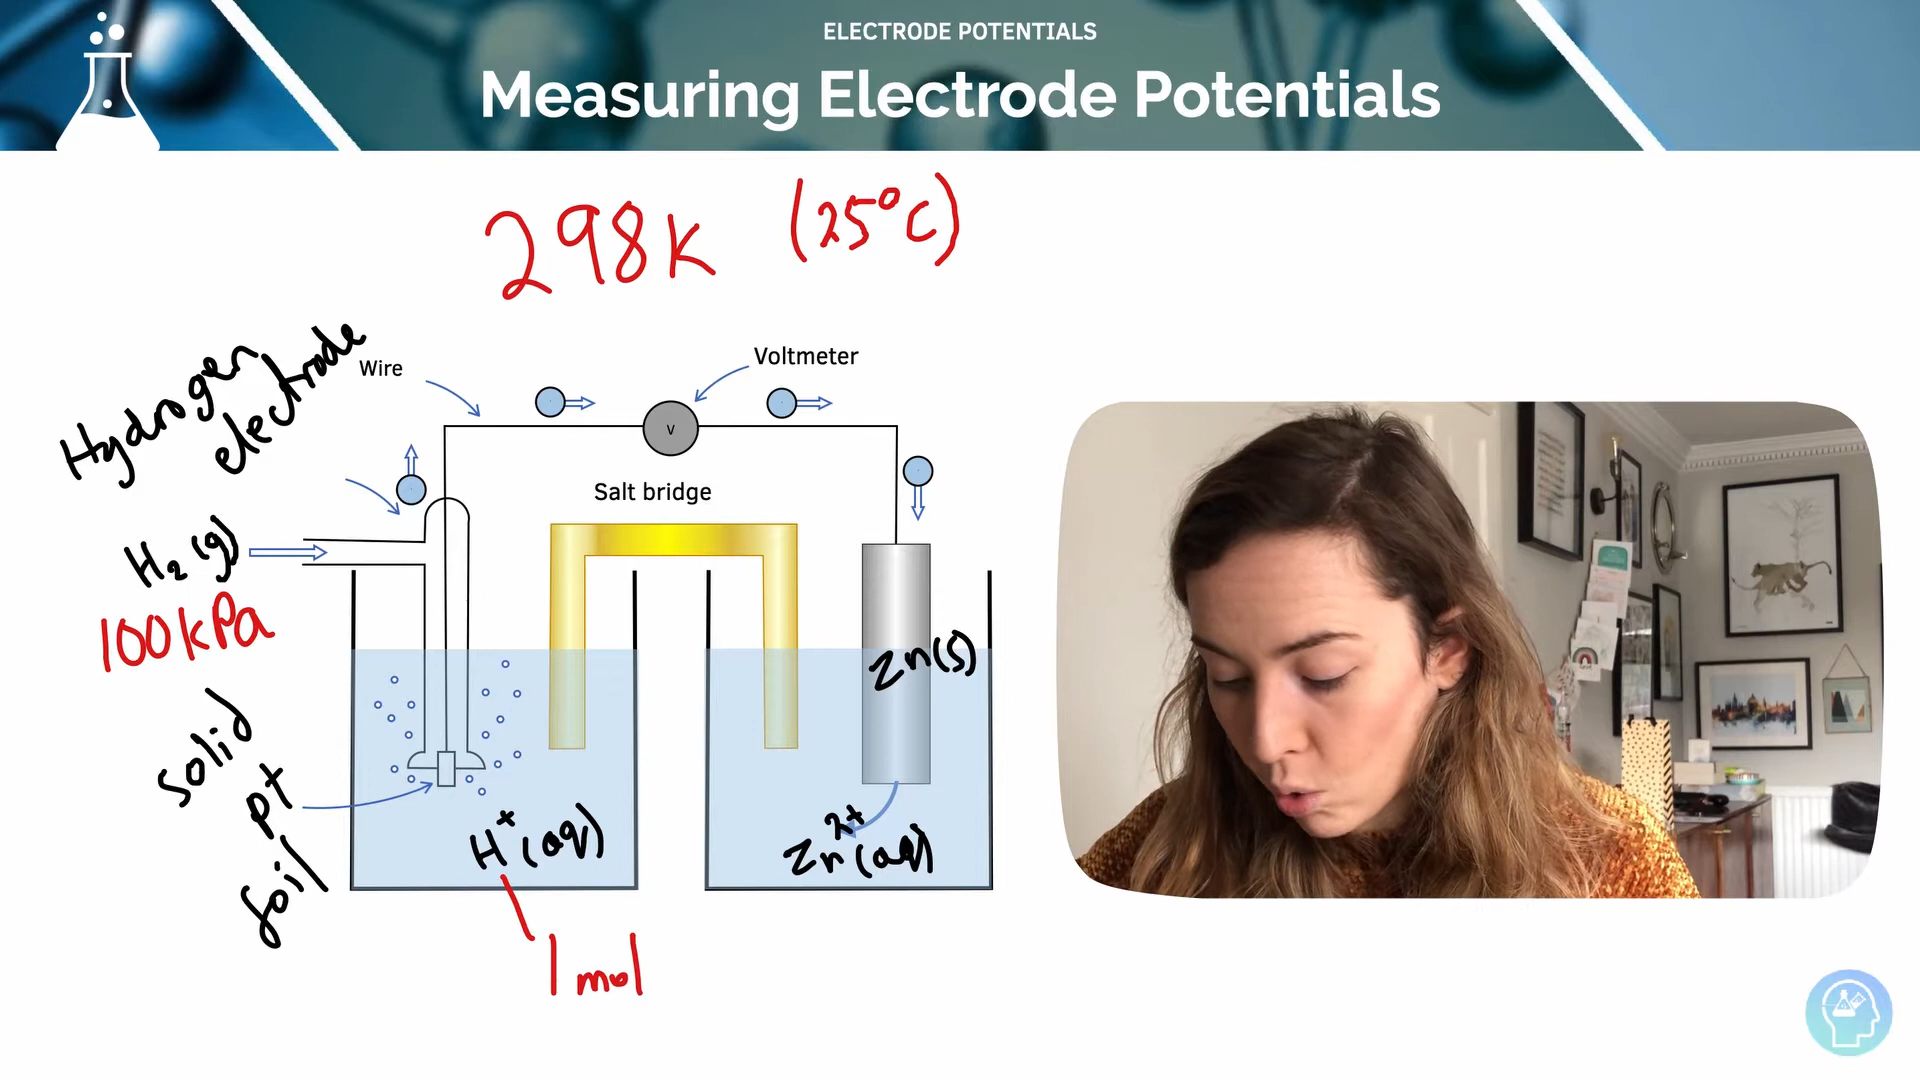 ELECTRODE POTENTIALS
Measuring Electrode Potentials
298K (25°C)
Hydrogen
electrode
Wire
Voltmeter
V
Salt bridge
H₂(g)
100kPa
Zn(s)
solid
pt
foil
H⁺(aq)
Zn²⁺(aq)
1 mol